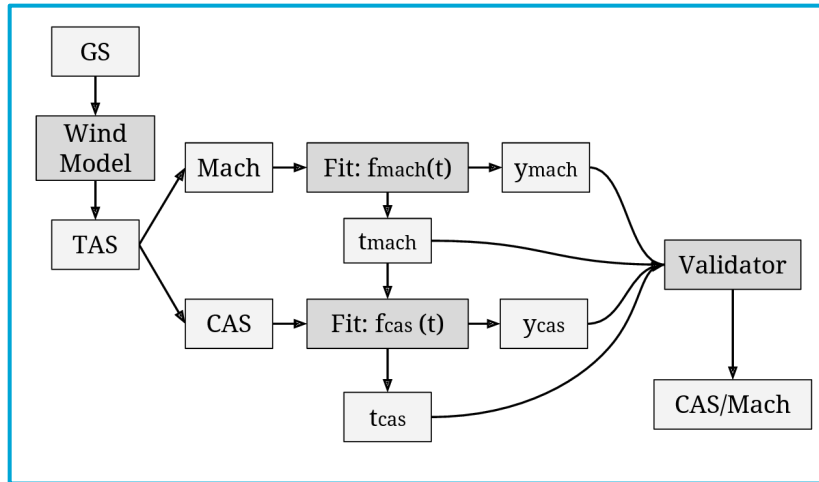 GS
Wind
Model
TAS
Mach
Fit: fmach(t)
ymach
tmach
Validator
CAS
Fit: fcas (t)
ycas
tcas
CAS/Mach